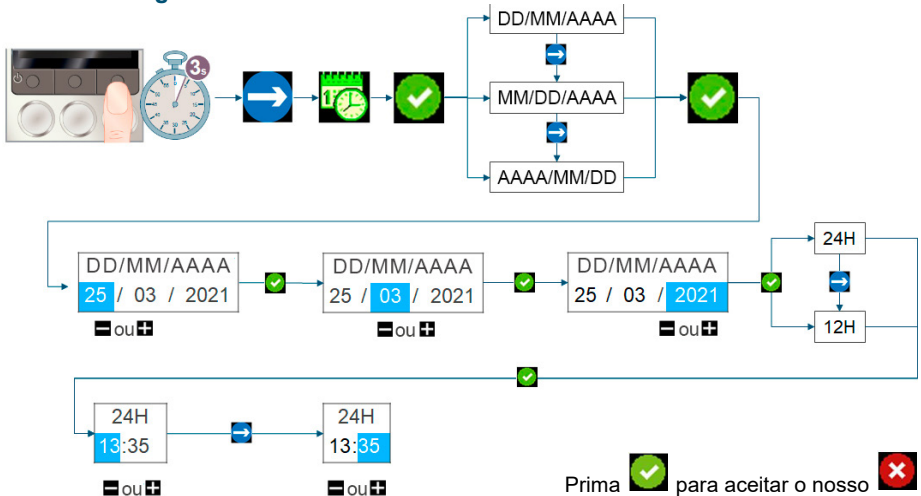 g
3s
DD/MM/AAAA
MM/DD/AAAA
AAAA/MM/DD
DD/MM/AAAA
25 / 03 / 2021
ou
DD/MM/AAAA
25 / 03 / 2021
ou
DD/MM/AAAA
25 / 03 / 2021
ou
24H
12H
24H
13:35
ou
24H
13:35
ou
Prima para aceitar o nosso